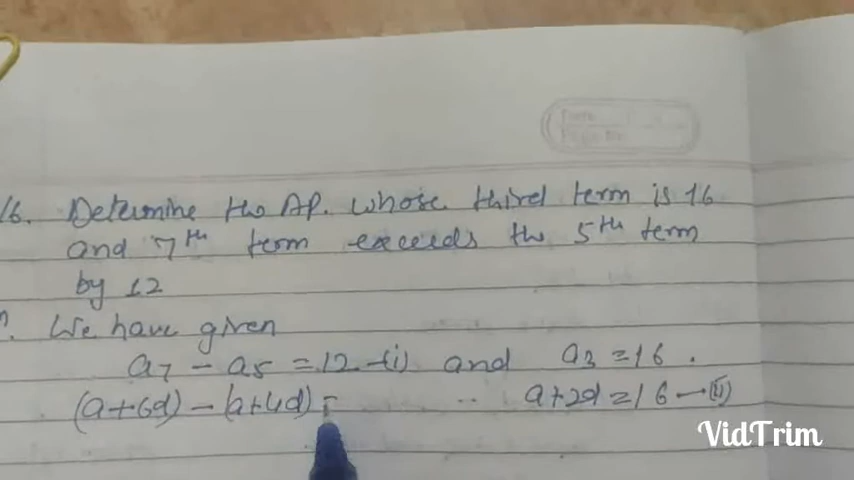 16. Determine the AP. whose third term is 16
and 7th term exceeds the 5th term
by 12
We have given
a7 - a5 = 12 -(i) and a3 = 16 .
(a+6d) - (a+4d) = .. a+2d = 16 -(ii)
VidTrim